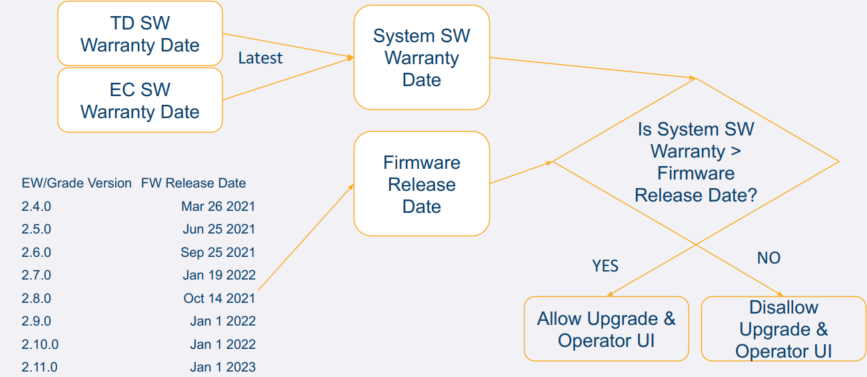 TD SW
Warranty Date
EC SW
Warranty Date
Latest
System SW
Warranty
Date
Firmware
Release
Date
Is System SW
Warranty >
Firmware
Release Date?
YES
NO
Allow Upgrade &
Operator UI
Disallow
Upgrade &
Operator UI
EW/Grade Version FW Release Date
2.4.0 Mar 26 2021
2.5.0 Jun 25 2021
2.6.0 Sep 25 2021
2.7.0 Jan 19 2022
2.8.0 Oct 14 2021
2.9.0 Jan 1 2022
2.10.0 Jan 1 2022
2.11.0 Jan 1 2023